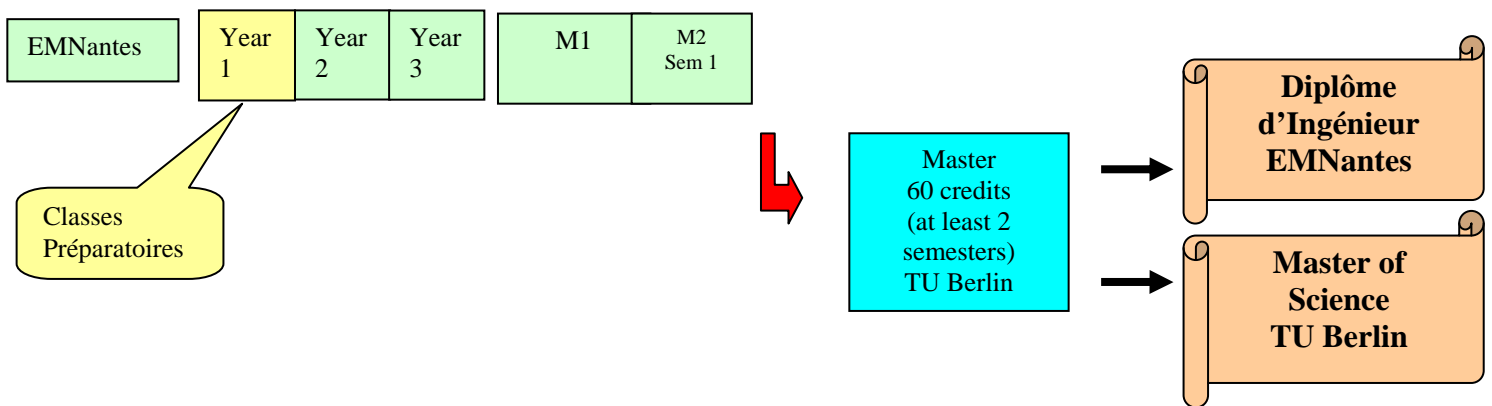 EMNantes
Year
1
Year
2
Year
3
M1
M2
Sem 1
Classes
Préparatoires
Master
60 credits
(at least 2
semesters)
TU Berlin
Diplôme
d'Ingénieur
EMNantes
Master of
Science
TU Berlin